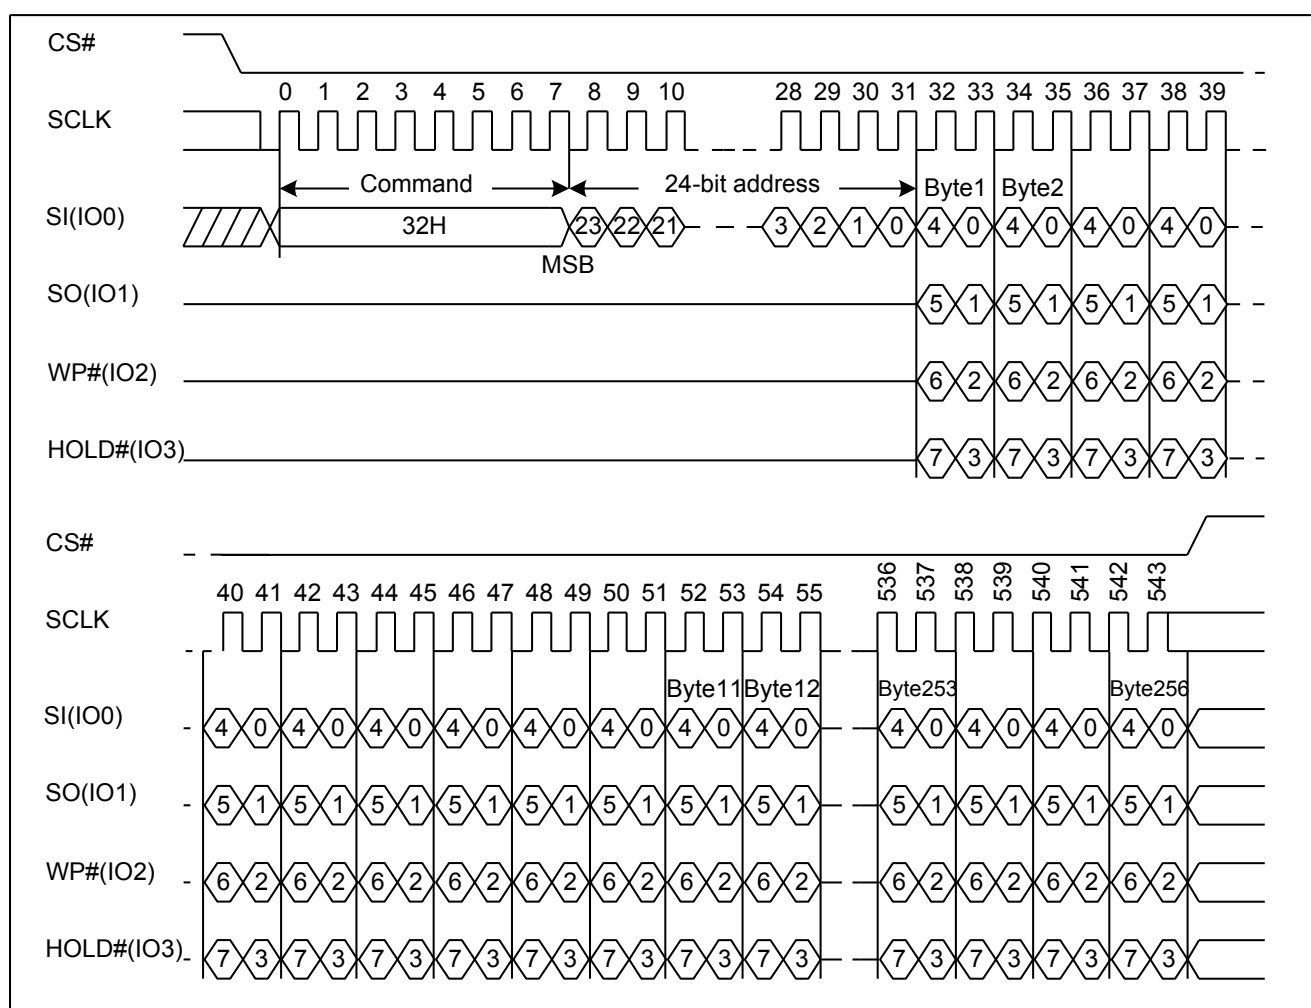 CS#
0 1 2 3 4 5 6 7 8 9 10 28 29 30 31 32 33 34 35 36 37 38 39
SCLK
Command 24-bit address Byte1 Byte2
SI(IO0) 32H 23 22 21 3 2 1 0 4 0 4 0 4 0 4 0
MSB
SO(IO1) 5 1 5 1 5 1 5 1
WP#(IO2) 6 2 6 2 6 2 6 2
HOLD#(IO3) 7 3 7 3 7 3 7 3
CS#
40 41 42 43 44 45 46 47 48 49 50 51 52 53 54 55 536 537 538 539 540 541 542 543
SCLK
Byte11 Byte12 Byte253 Byte256
SI(IO0) 4 0 4 0 4 0 4 0 4 0 4 0 4 0 4 0 4 0 4 0 4 0 4 0
SO(IO1) 5 1 5 1 5 1 5 1 5 1 5 1 5 1 5 1 5 1 5 1 5 1 5 1
WP#(IO2) 6 2 6 2 6 2 6 2 6 2 6 2 6 2 6 2 6 2 6 2 6 2 6 2
HOLD#(IO3) 7 3 7 3 7 3 7 3 7 3 7 3 7 3 7 3 7 3 7 3 7 3 7 3